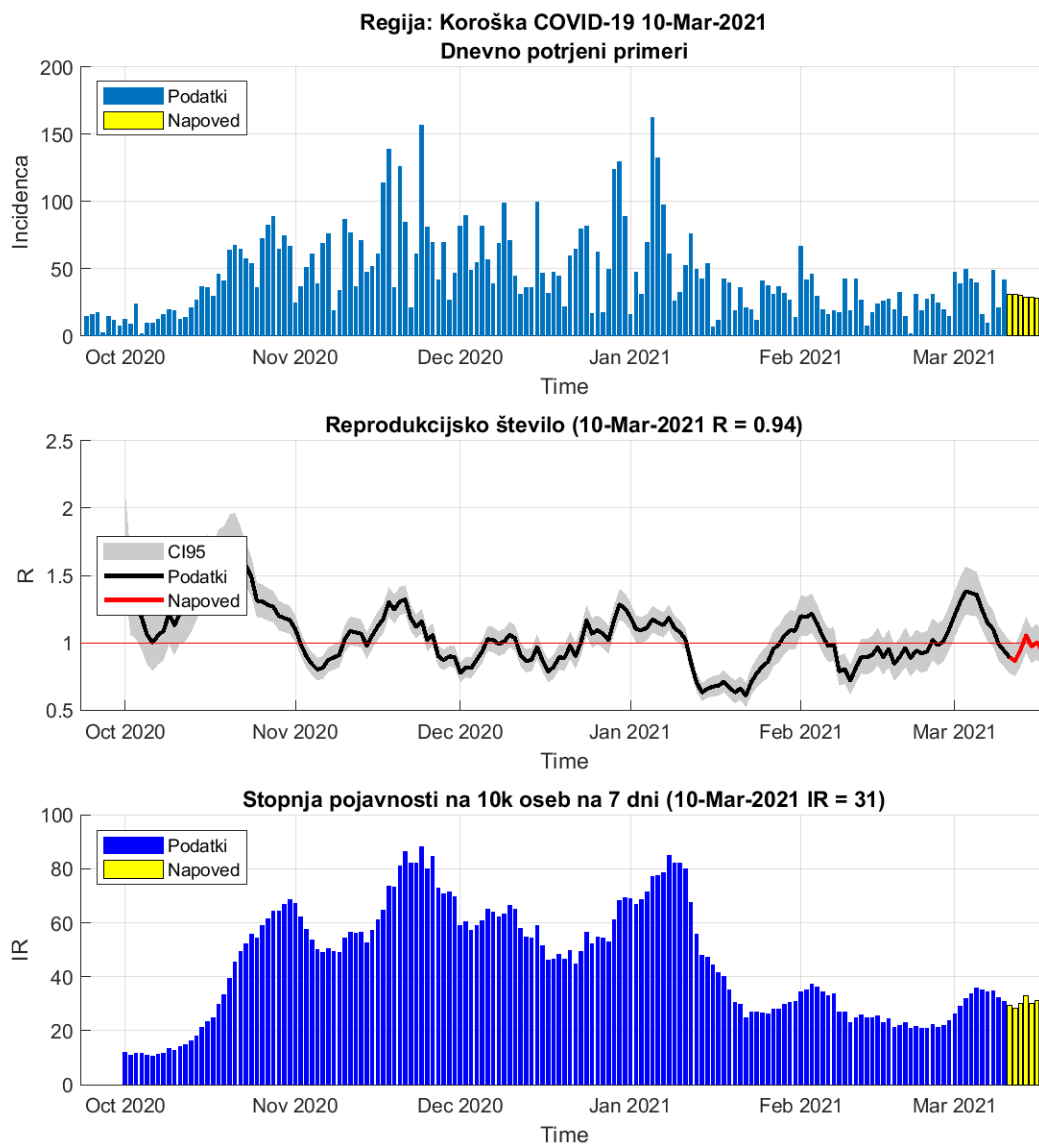 Regija: Koroška COVID-19 10-Mar-2021
Dnevno potrjeni primeri
200
150
100
50
0
Incidenca
Podatki
Napoved
Oct 2020 Nov 2020 Dec 2020 Jan 2021 Feb 2021 Mar 2021
Time
Reprodukcijsko število (10-Mar-2021 R = 0.94)
2.5
2
1.5
1
0.5
R
CI95
Podatki
Napoved
Oct 2020 Nov 2020 Dec 2020 Jan 2021 Feb 2021 Mar 2021
Time
Stopnja pojavnosti na 10k oseb na 7 dni (10-Mar-2021 IR = 31)
100
80
60
40
20
0
IR
Podatki
Napoved
Oct 2020 Nov 2020 Dec 2020 Jan 2021 Feb 2021 Mar 2021
Time